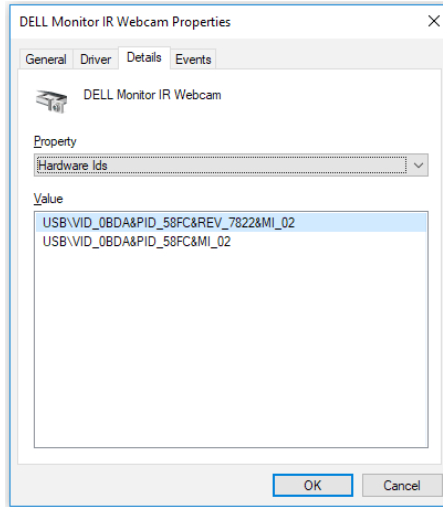 DELL Monitor IR Webcam Properties
General Driver Details Events
DELL Monitor IR Webcam
Property
Hardware Ids
Value
USB\VID_0BDA&PID_58FC&REV_7822&MI_02
USB\VID_0BDA&PID_58FC&MI_02
OK Cancel